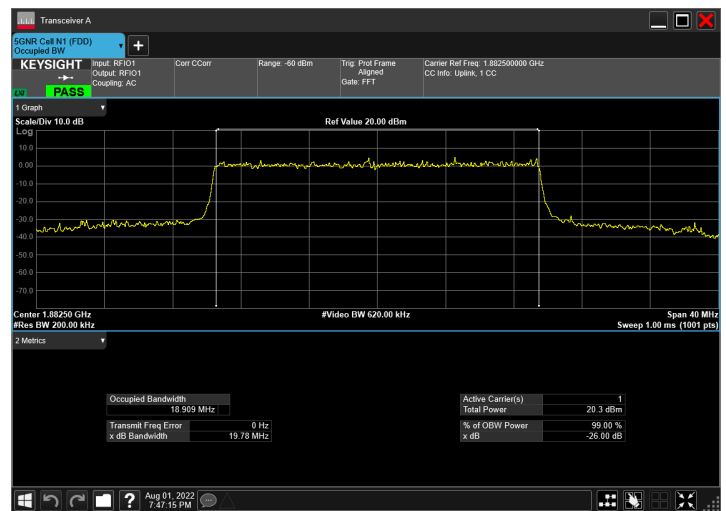 Transceiver A
5GNR Cell N1 (FDD)
Occupied BW
KEYSIGHT
LXI
PASS
Input: RFIO1
Output: RFIO1
Coupling: AC
Corr CCorr
Range: -60 dBm
Trig: Prot Frame
Aligned
Gate: FFT
Carrier Ref Freq: 1.882500000 GHz
CC Info: Uplink, 1 CC
1 Graph
Scale/Div 10.0 dB
Ref Value 20.00 dBm
Log
10.0
0.00
-10.0
-20.0
-30.0
-40.0
-50.0
-60.0
-70.0
Center 1.88250 GHz
#Video BW 620.00 kHz
Span 40 MHz
#Res BW 200.00 kHz
Sweep 1.00 ms (1001 pts)
2 Metrics
Occupied Bandwidth
18.909 MHz
Transmit Freq Error 0 Hz
x dB Bandwidth 19.78 MHz
Active Carrier(s) 1
Total Power 20.3 dBm
% of OBW Power 99.00 %
x dB -26.00 dB
Aug 01, 2022
7:47:15 PM